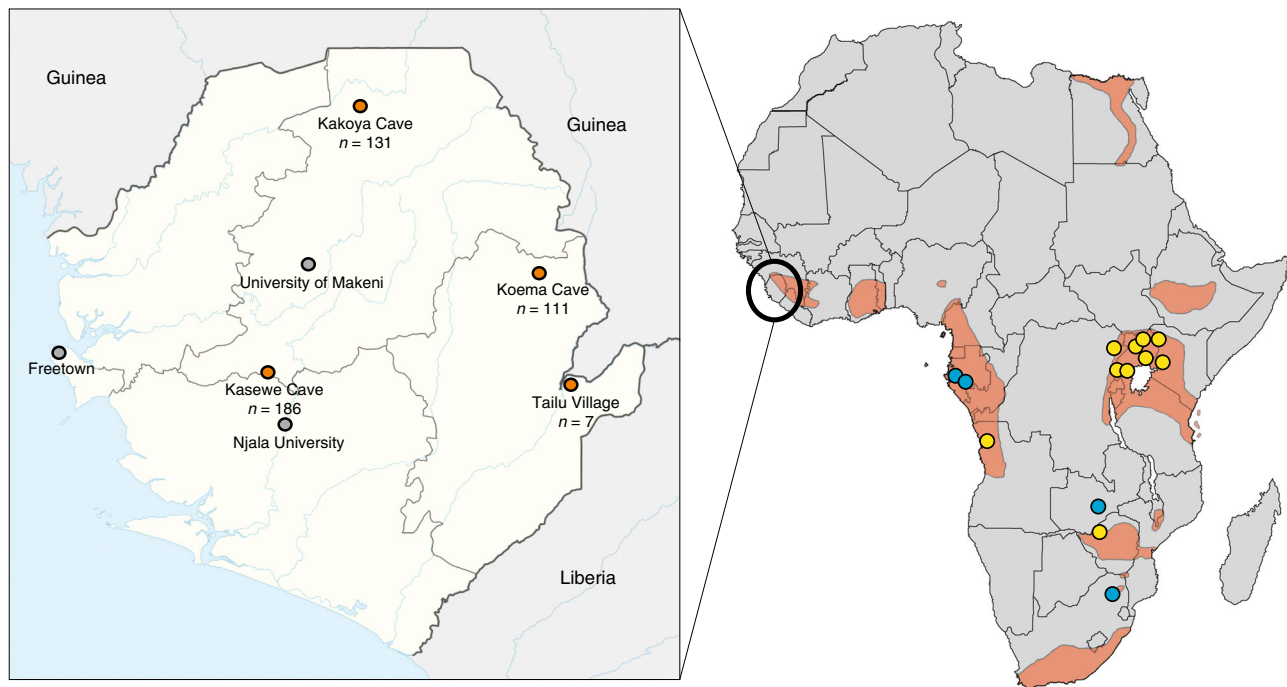 Guinea
Guinea
Kakoya Cave
n = 131
University of Makeni
Koema Cave
n = 111
Freetown
Kasewe Cave
n = 186
Njala University
Tailu Village
n = 7
Liberia